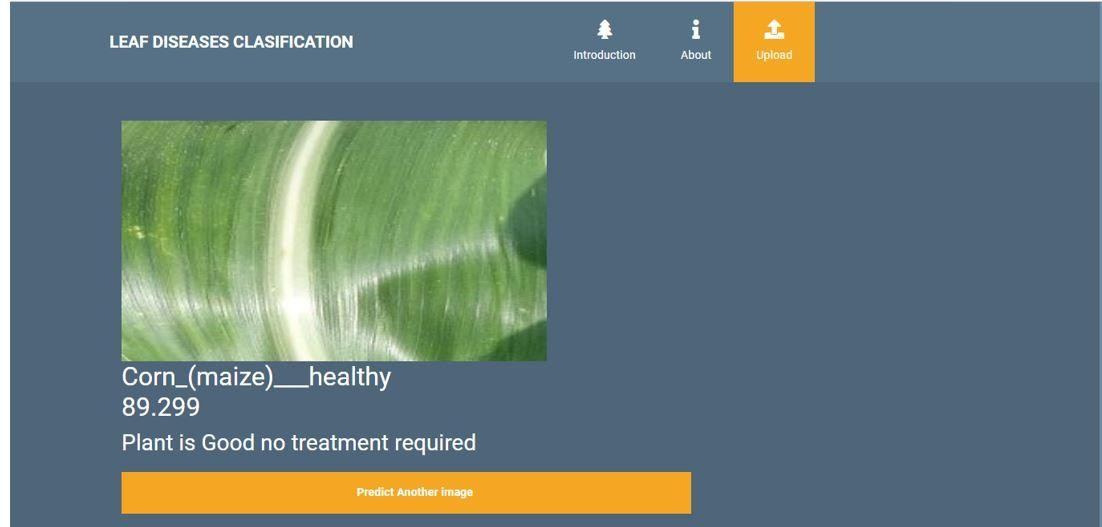 LEAF DISEASES CLASIFICATION
Introduction
About
Upload
Corn_(maize)___healthy
89.299
Plant is Good no treatment required
Predict Another image